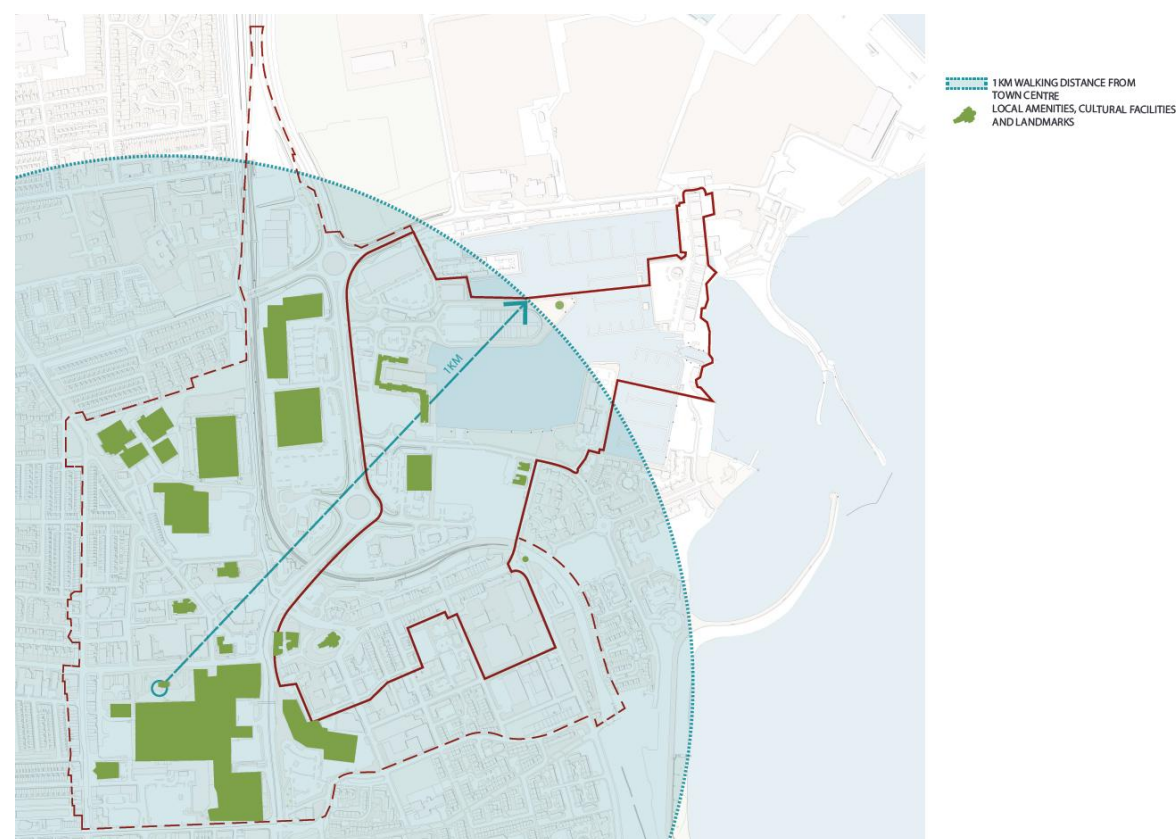 1KM WALKING DISTANCE FROM
TOWN CENTRE
LOCAL AMENITIES, CULTURAL FACILITIES
AND LANDMARKS
1KM